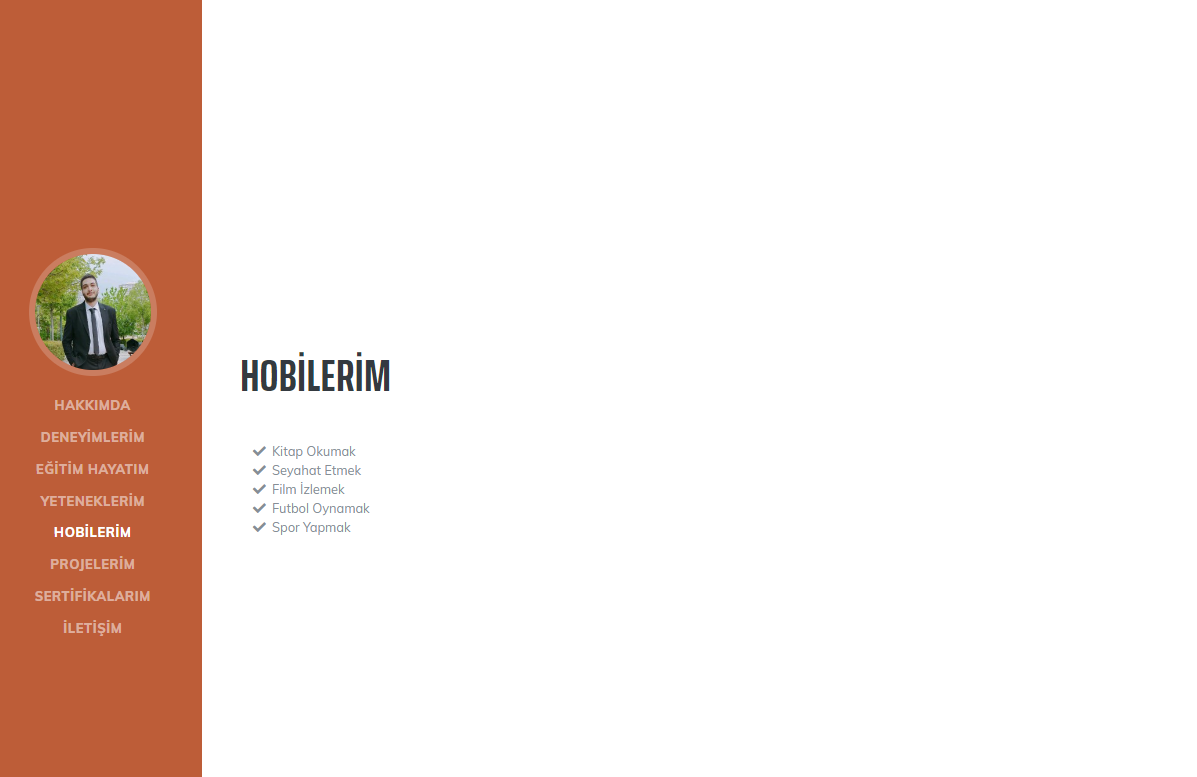 HAKKIMDA
DENEYİMLERİM
EĞİTİM HAYATIM
YETENEKLERİM
HOBİLERİM
PROJELERİM
SERTİFİKALARIM
İLETİŞİM
HOBİLERİM
Kitap Okumak
Seyahat Etmek
Film İzlemek
Futbol Oynamak
Spor Yapmak